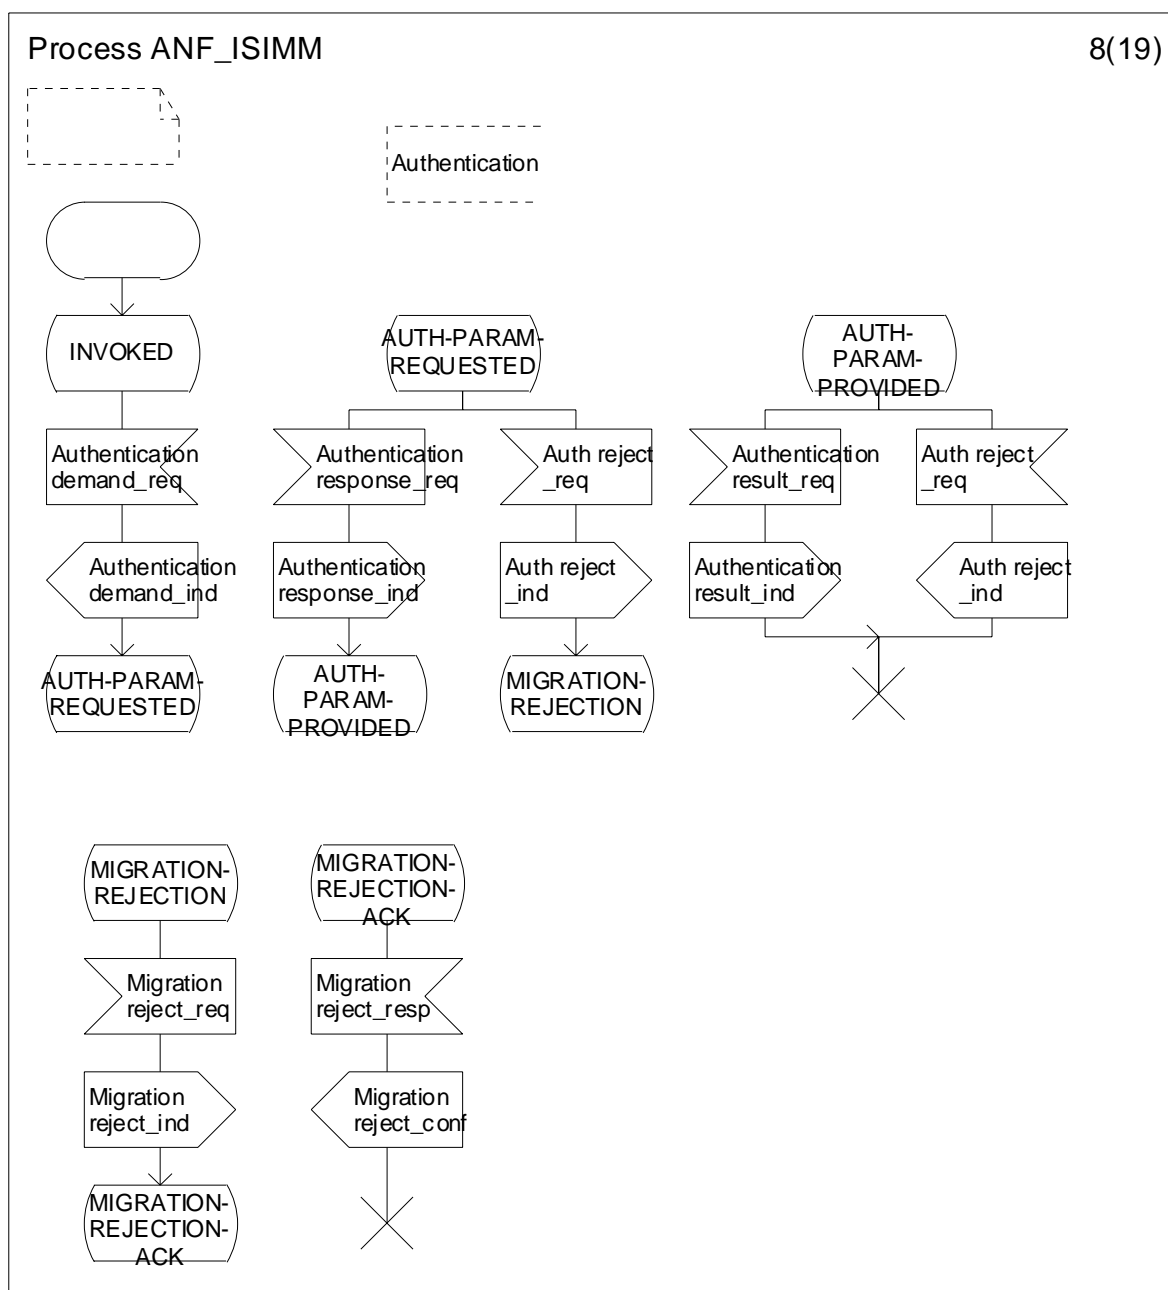 Process ANF_ISIMM
8(19)
Authentication
INVOKED
AUTH-PARAM-
REQUESTED
AUTH-
PARAM-
PROVIDED
Authentication
demand_req
Authentication
response_req
Auth reject
_req
Authentication
result_req
Auth reject
_req
Authentication
demand_ind
Authentication
response_ind
Auth reject
_ind
Authentication
result_ind
Auth reject
_ind
AUTH-PARAM-
REQUESTED
AUTH-
PARAM-
PROVIDED
MIGRATION-
REJECTION
MIGRATION-
REJECTION
MIGRATION-
REJECTION-
ACK
Migration
reject_req
Migration
reject_resp
Migration
reject_ind
Migration
reject_conf
MIGRATION-
REJECTION-
ACK